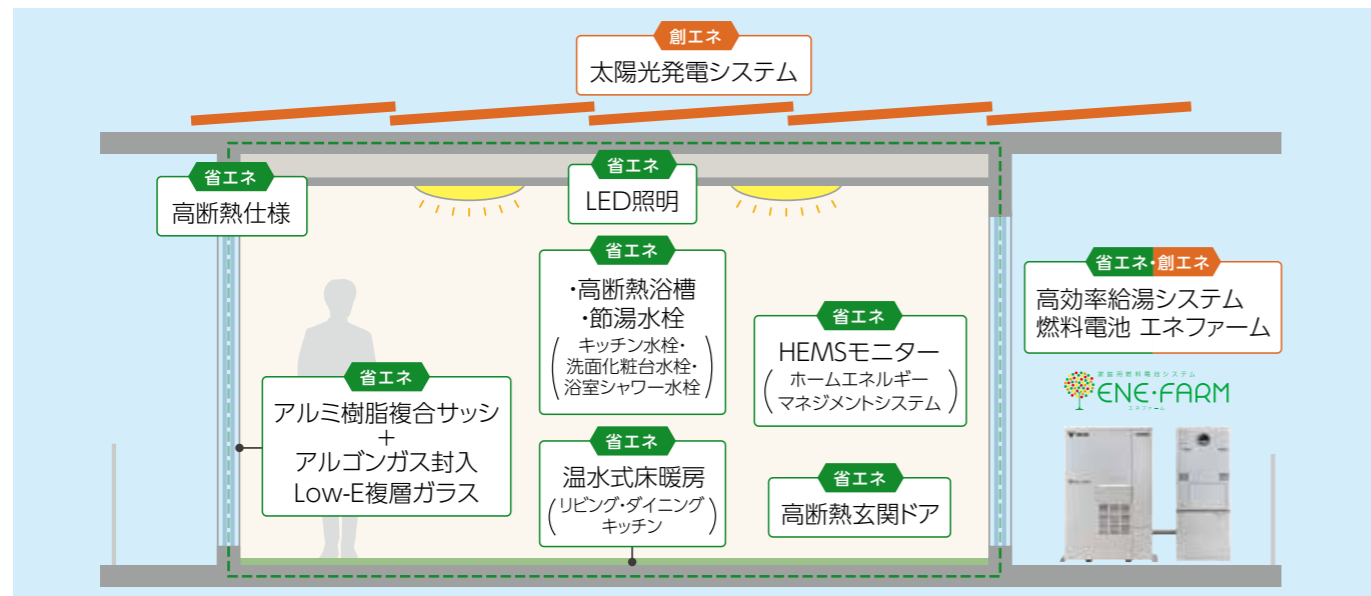 創エネ
太陽光発電システム
省エネ
高断熱仕様
省エネ
LED照明
省エネ
・高断熱浴槽
・節湯水栓
(キッチン水栓・
洗面化粧台水栓・
浴室シャワー水栓)
省エネ
HEMSモニター
(ホームエネルギー
マネジメントシステム)
省エネ・創エネ
高効率給湯システム
燃料電池 エネファーム
家庭用燃料電池システム
ENE・FARM
エネファーム
省エネ
アルミ樹脂複合サッシ
+
アルゴンガス封入
Low-E複層ガラス
省エネ
温水式床暖房
(リビング・ダイニング
キッチン)
省エネ
高断熱玄関ドア